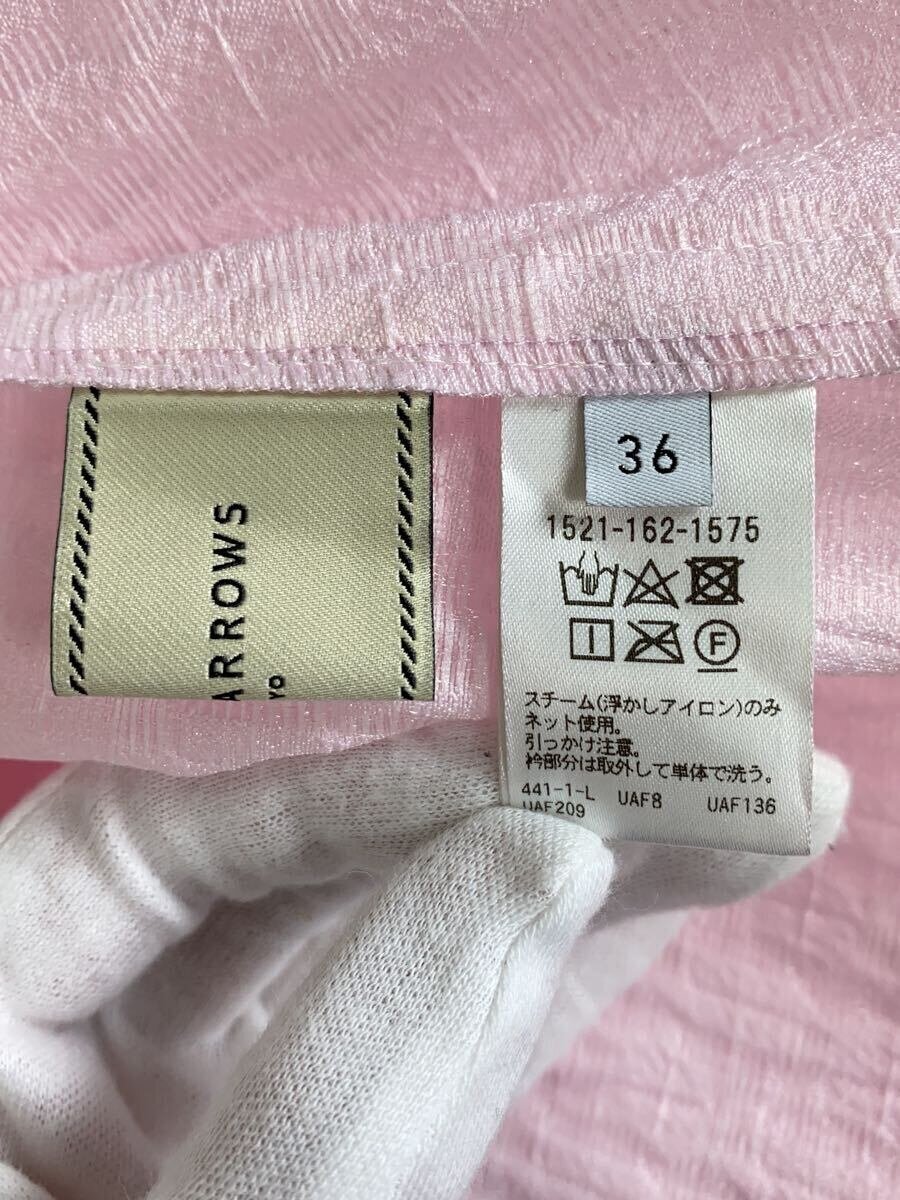 ARROWS
YO
36
1521-162-1575
F
スチーム(浮かしアイロン)のみ
ネット使用。
引っかけ注意。
衿部分は取外して単体で洗う。
441-1-L UAF8 UAF136
UAF209